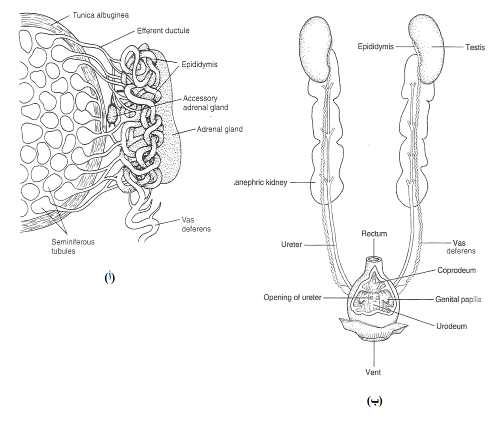 Tunica albuginea
Efferent ductule
Epididymis
Accessory
adrenal gland
Adrenal gland
Vas
deferens
Seminiferous
tubules
(أ)
Epididymis
Testis
anephric kidney
Ureter
Rectum
Vas
deferens
Coprodeum
Opening of ureter
Genital papilla
Urodeum
Vent
(ب)